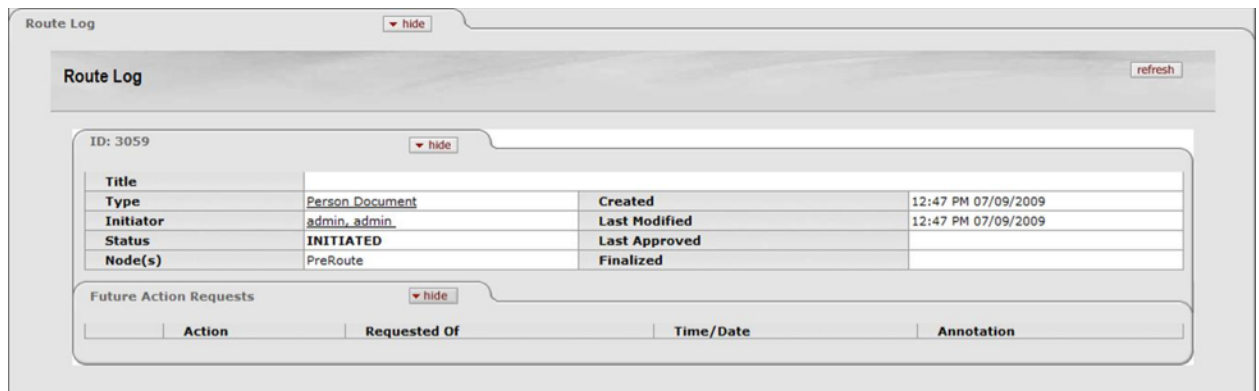 Route Log hide
Route Log refresh
ID: 3059 hide
Title
Type Person Document Created 12:47 PM 07/09/2009
Initiator admin, admin Last Modified 12:47 PM 07/09/2009
Status INITIATED Last Approved
Node(s) PreRoute Finalized
Future Action Requests hide
Action Requested Of Time/Date Annotation